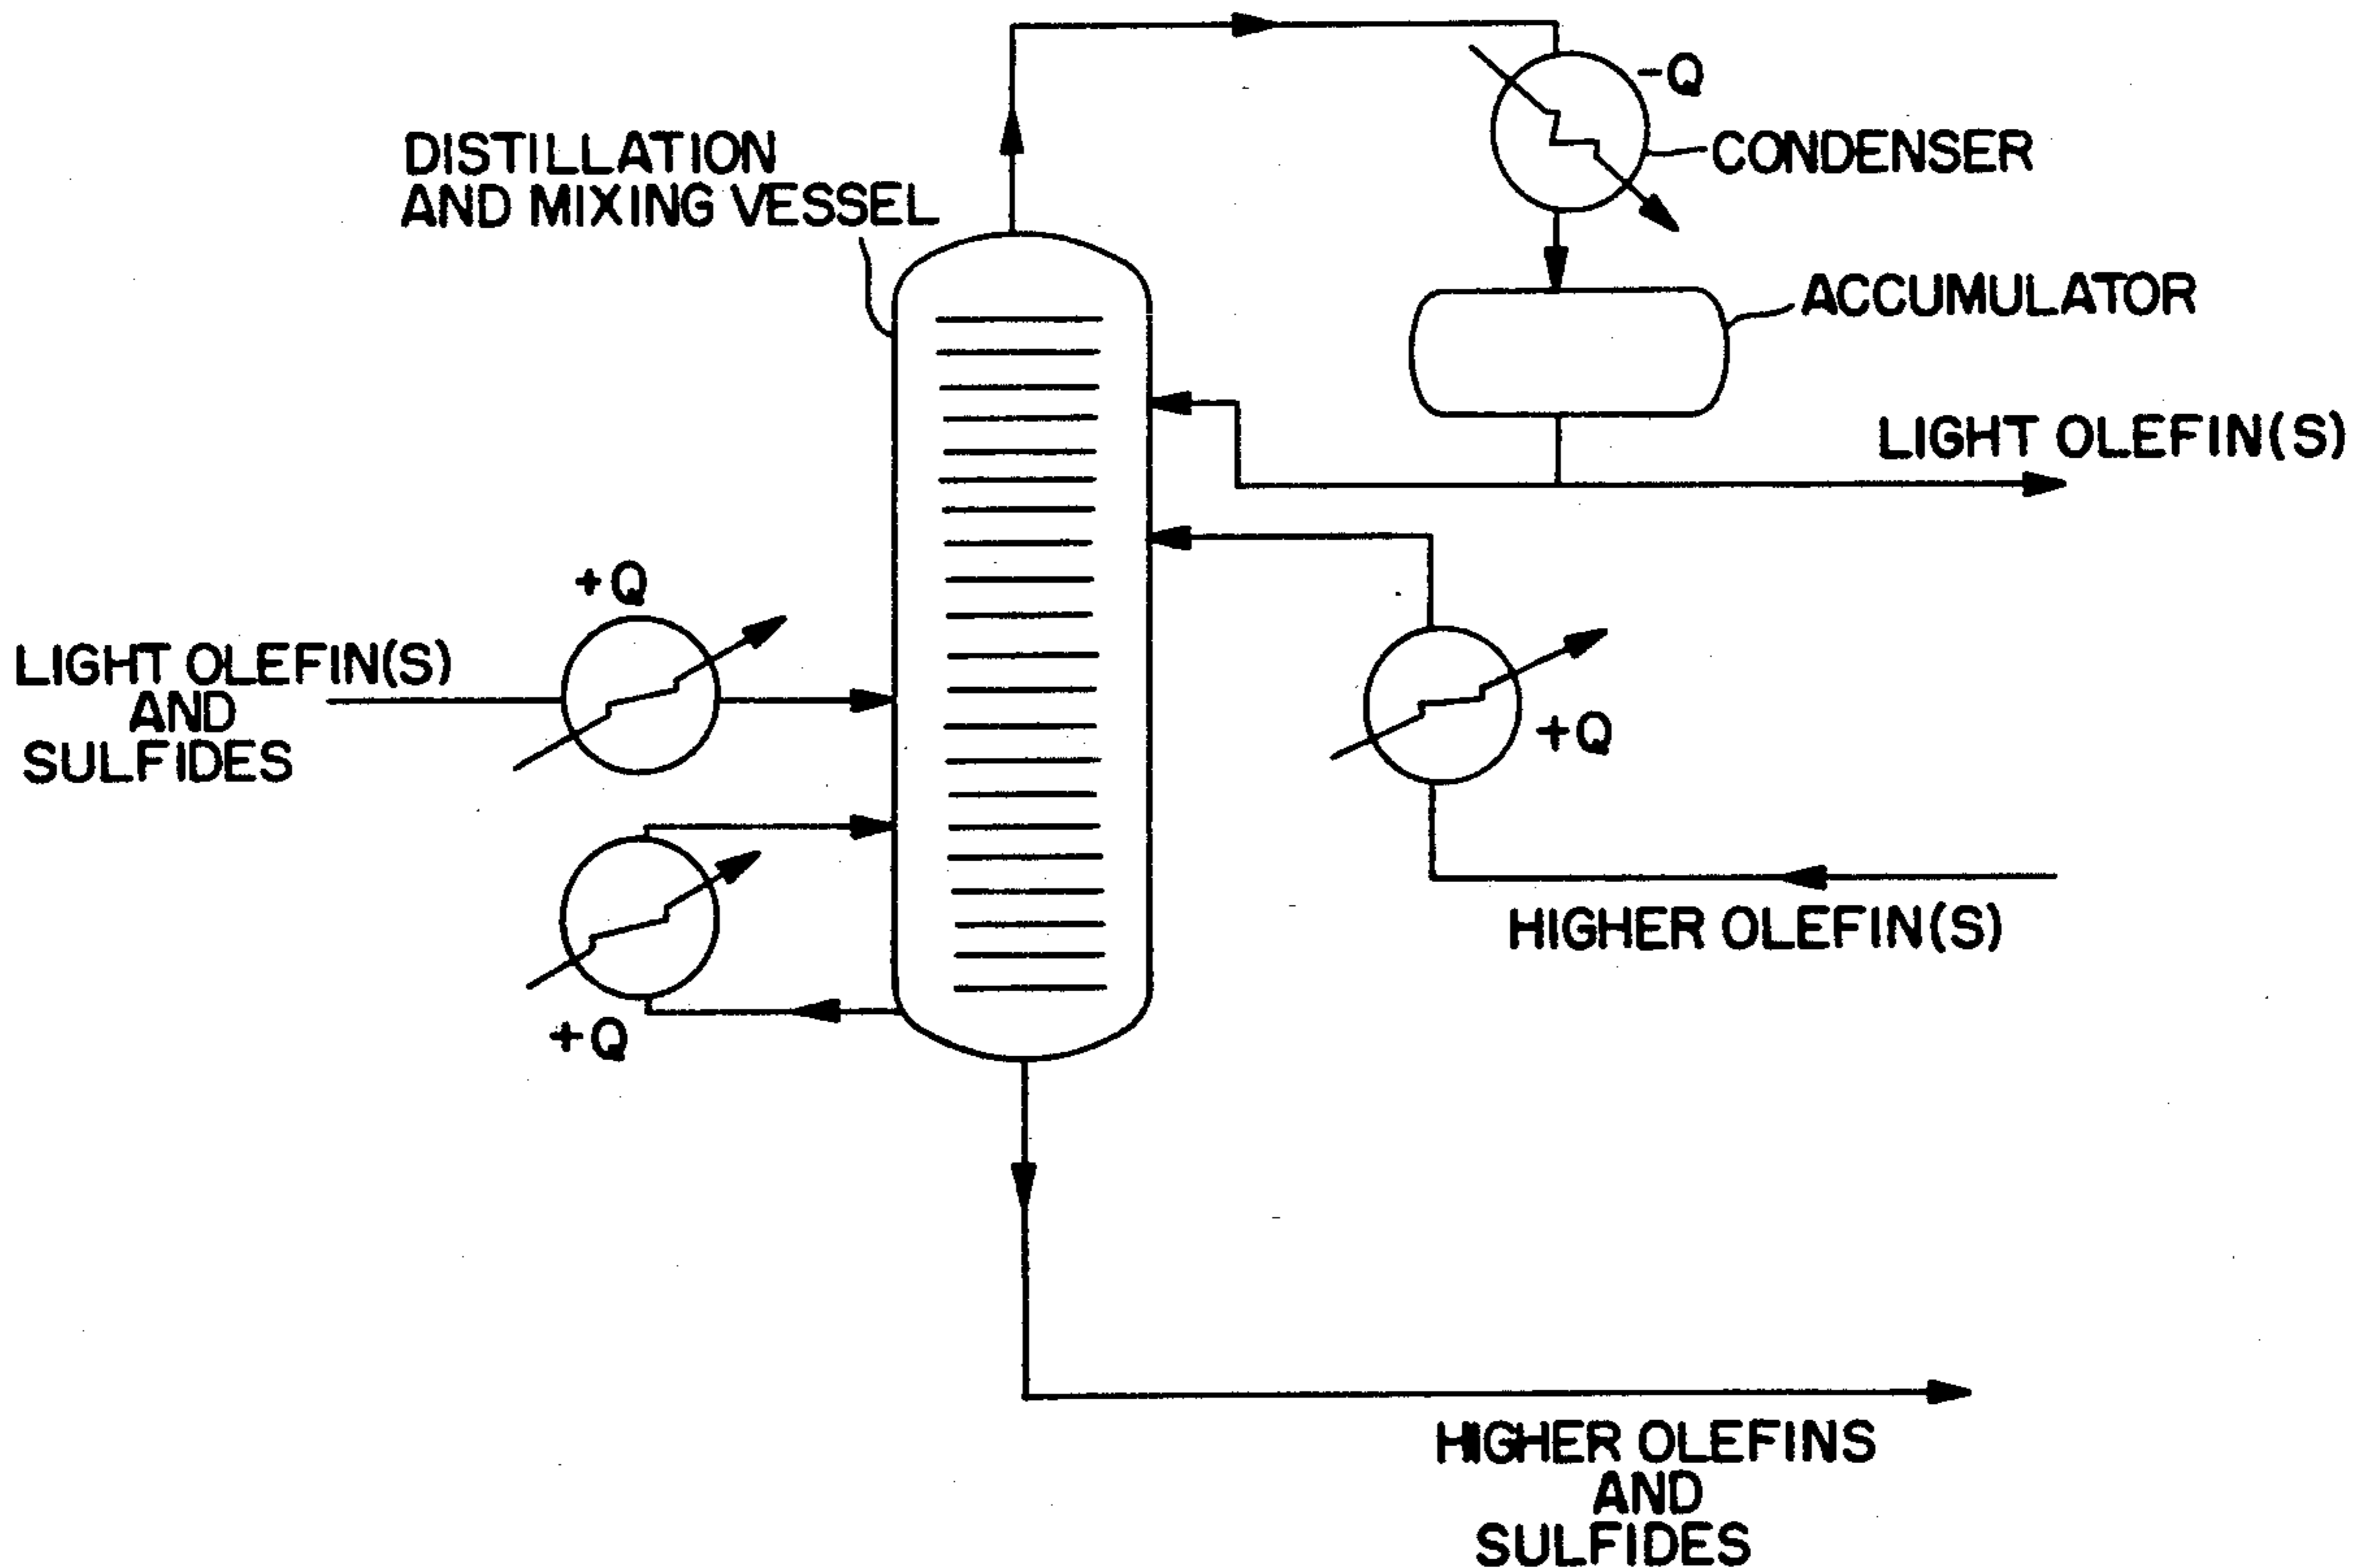 -Q
DISTILLATION
AND MIXING VESSEL
CONDENSER
ACCUMULATOR
LIGHT OLEFIN(S)
+Q
LIGHT OLEFIN(S)
AND
SULFIDES
+Q
HIGHER OLEFIN(S)
+Q
HIGHER OLEFINS
AND
SULFIDES